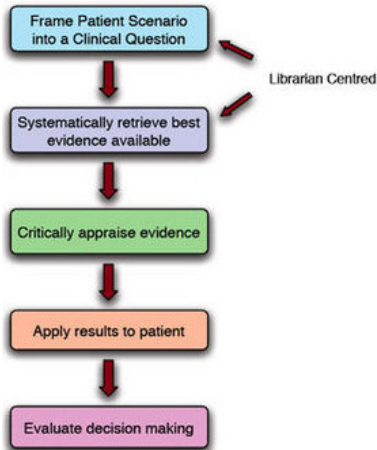 Frame Patient Scenario
into a Clinical Question
Librarian Centred
Systematically retrieve best
evidence available
Critically appraise evidence
Apply results to patient
Evaluate decision making